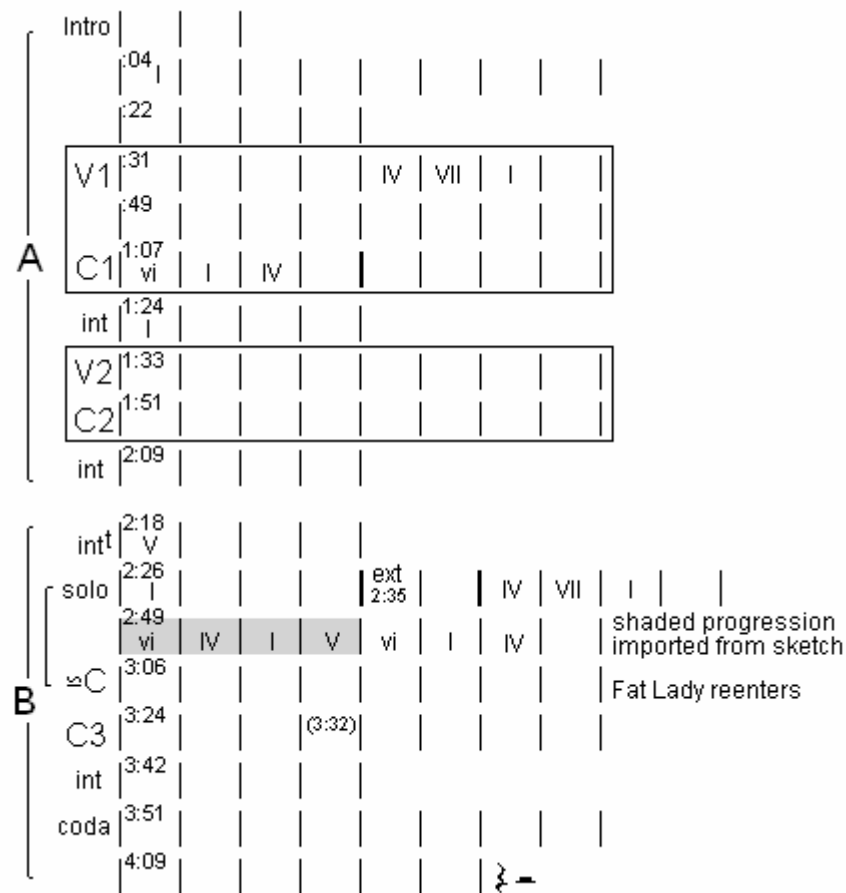 Intro
:04
I
:22
V1 :31 IV VII I
:49
A
1:07
C1 vi I IV
1:24
int I
V2 1:33
C2 1:51
int 2:09
2:18
intt V
2:26 ext
solo I 2:35 IV VII I
2:49 shaded progression
vi IV I V vi I IV imported from sketch
3:06
C Fat Lady reenters
B
C3 3:24 (3:32)
int 3:42
coda 3:51
4:09